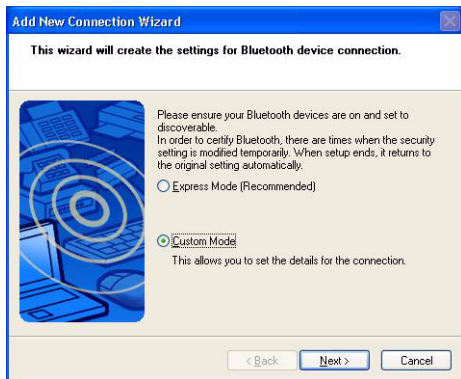 Add New Connection Wizard
This wizard will create the settings for Bluetooth device connection.
Please ensure your Bluetooth devices are on and set to
discoverable.
In order to certify Bluetooth, there are times when the security
setting is modified temporarily. When setup ends, it returns to
the original setting automatically.
Express Mode (Recommended)
Custom Mode
This allows you to set the details for the connection.
< Back Next > Cancel